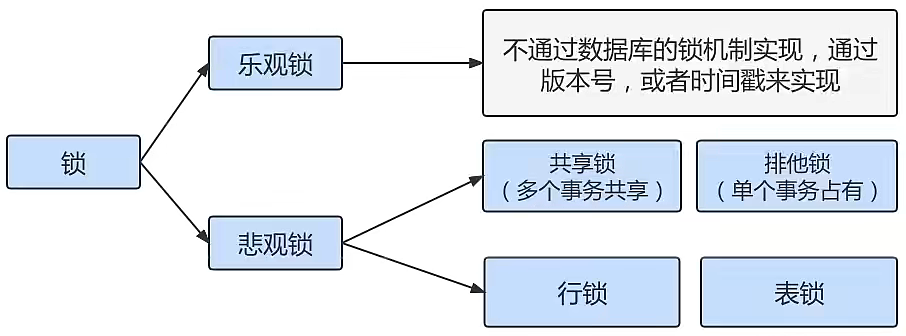 锁
乐观锁
不通过数据库的锁机制实现，通过
版本号，或者时间戳来实现
悲观锁
共享锁
（多个事务共享）
排他锁
（单个事务占有）
行锁
表锁